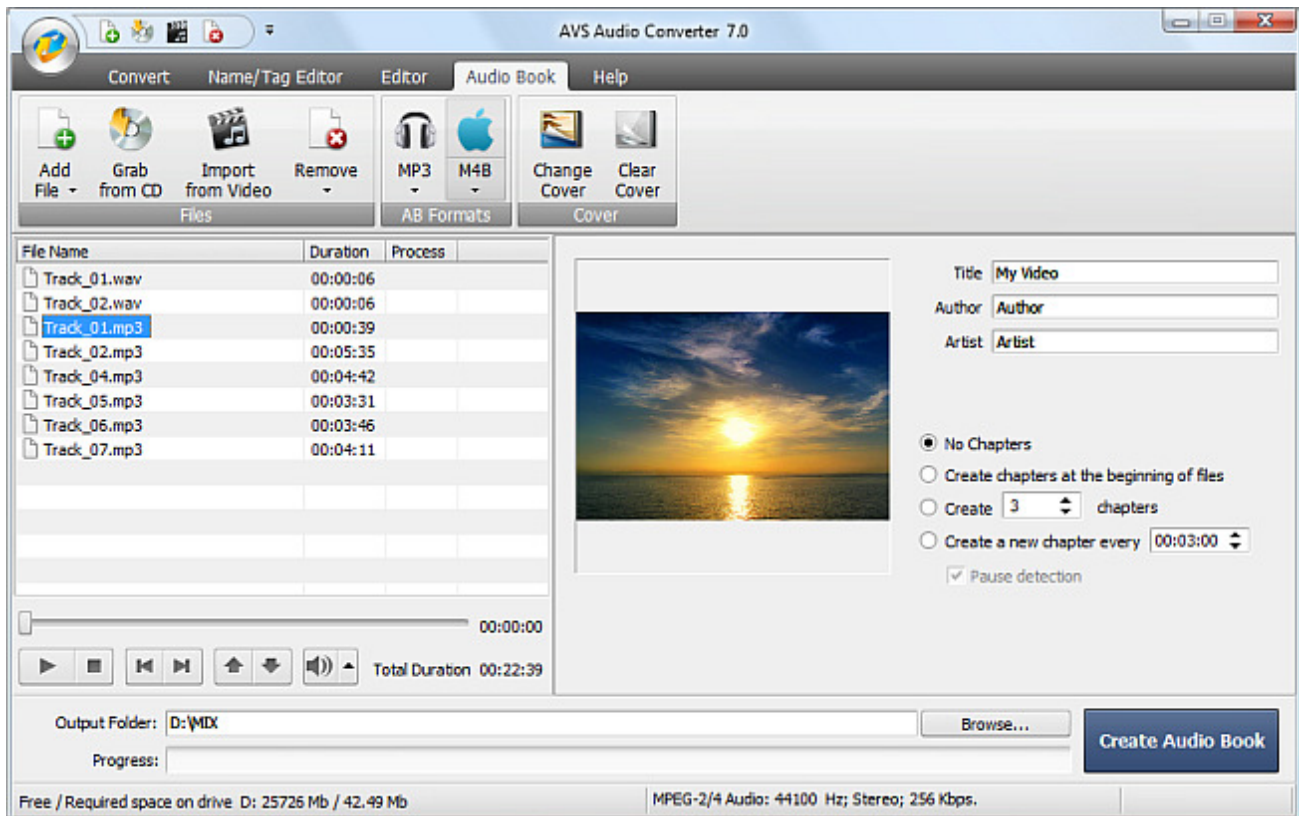 AVS Audio Converter 7.0
Convert Name/Tag Editor Editor Audio Book Help
Add File
Grab from CD
Import from Video
Remove
MP3
M4B
Change Cover
Clear Cover
Files
AB Formats
Cover
File Name Duration Process
Track_01.wav 00:00:06
Track_02.wav 00:00:06
Track_01.mp3 00:00:39
Track_02.mp3 00:05:35
Track_04.mp3 00:04:42
Track_05.mp3 00:03:31
Track_06.mp3 00:03:46
Track_07.mp3 00:04:11
00:00:00
Total Duration 00:22:39
Title My Video
Author Author
Artist Artist
No Chapters
Create chapters at the beginning of files
Create 3 chapters
Create a new chapter every 00:03:00
Pause detection
Output Folder: D:\MIX
Browse...
Progress:
Create Audio Book
Free / Required space on drive D: 25726 Mb / 42.49 Mb
MPEG-2/4 Audio: 44100 Hz; Stereo; 256 Kbps.